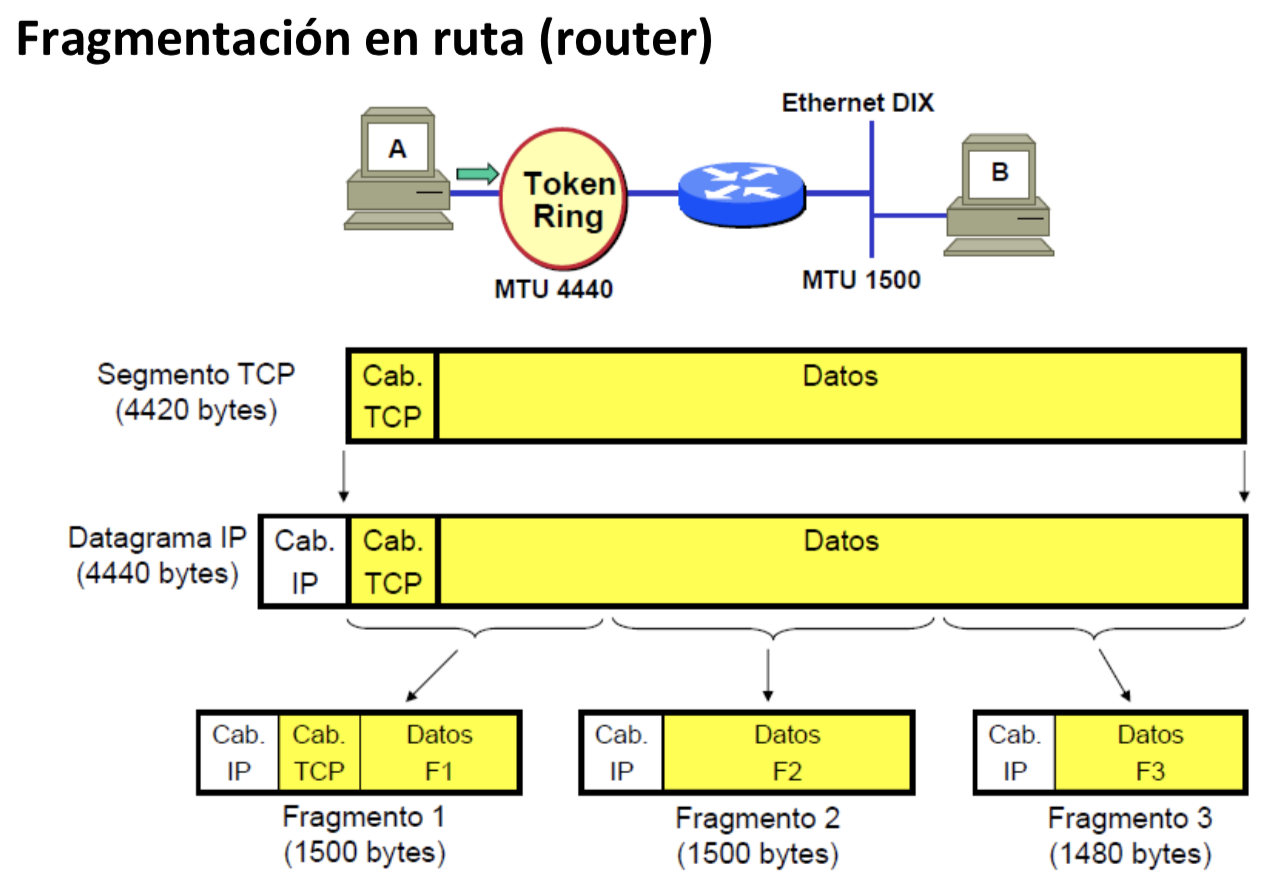 Fragmentación en ruta (router)
Ethernet DIX
A
B
Token
Ring
MTU 4440
MTU 1500
Segmento TCP
(4420 bytes)
Cab.
TCP
Datos
Datagrama IP
(4440 bytes)
Cab.
IP
Cab.
TCP
Datos
Cab.
IP
Cab.
TCP
Datos
F1
Fragmento 1
(1500 bytes)
Cab.
IP
Datos
F2
Fragmento 2
(1500 bytes)
Cab.
IP
Datos
F3
Fragmento 3
(1480 bytes)